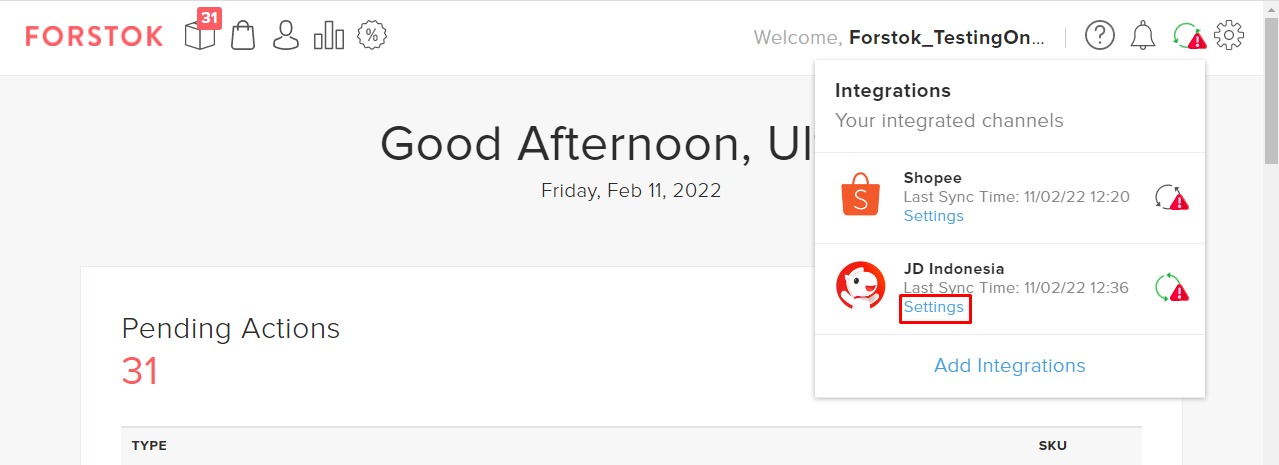 FORSTOK
31
%
Welcome, Forstok_TestingOn...
?
Integrations
Your integrated channels
Good Afternoon, Ul
Friday, Feb 11, 2022
S
Shopee
Last Sync Time: 11/02/22 12:20
Settings
JD Indonesia
Last Sync Time: 11/02/22 12:36
Settings
Add Integrations
Pending Actions
31
TYPE
SKU